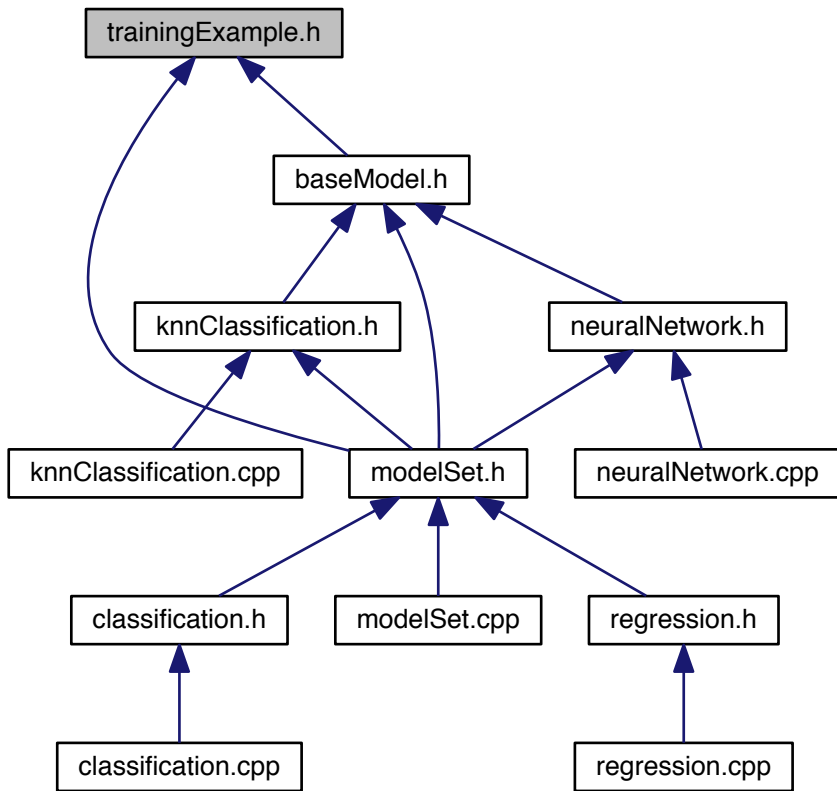 trainingExample.h
baseModel.h
knnClassification.h
neuralNetwork.h
knnClassification.cpp
modelSet.h
neuralNetwork.cpp
classification.h
modelSet.cpp
regression.h
classification.cpp
regression.cpp